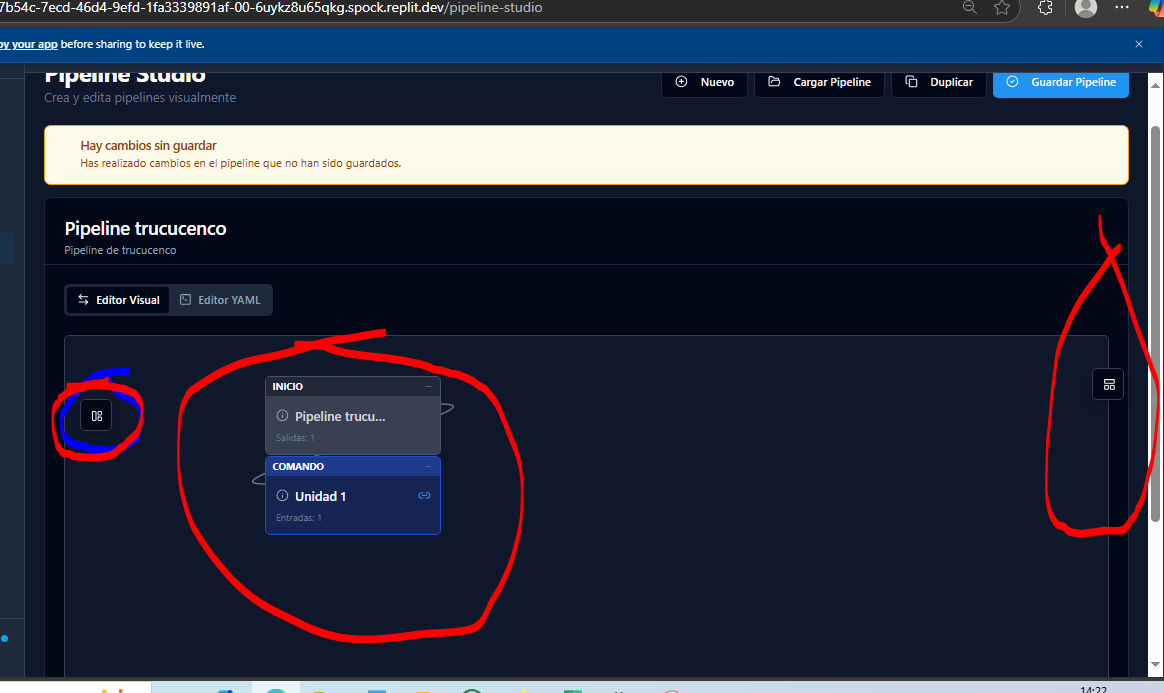 7b54c-7ecd-46d4-9efd-1fa3339891af-00-6uykz8u65qkg.spock.replit.dev/pipeline-studio
oy your app before sharing to keep it live.
Pipeline Studio
Crea y edita pipelines visualmente
Nuevo
Cargar Pipeline
Duplicar
Guardar Pipeline
Hay cambios sin guardar
Has realizado cambios en el pipeline que no han sido guardados.
Pipeline trucucenco
Pipeline de trucucenco
Editor Visual
Editor YAML
INICIO
Pipeline trucu...
Salidas: 1
COMANDO
Unidad 1
Entradas: 1
14:22